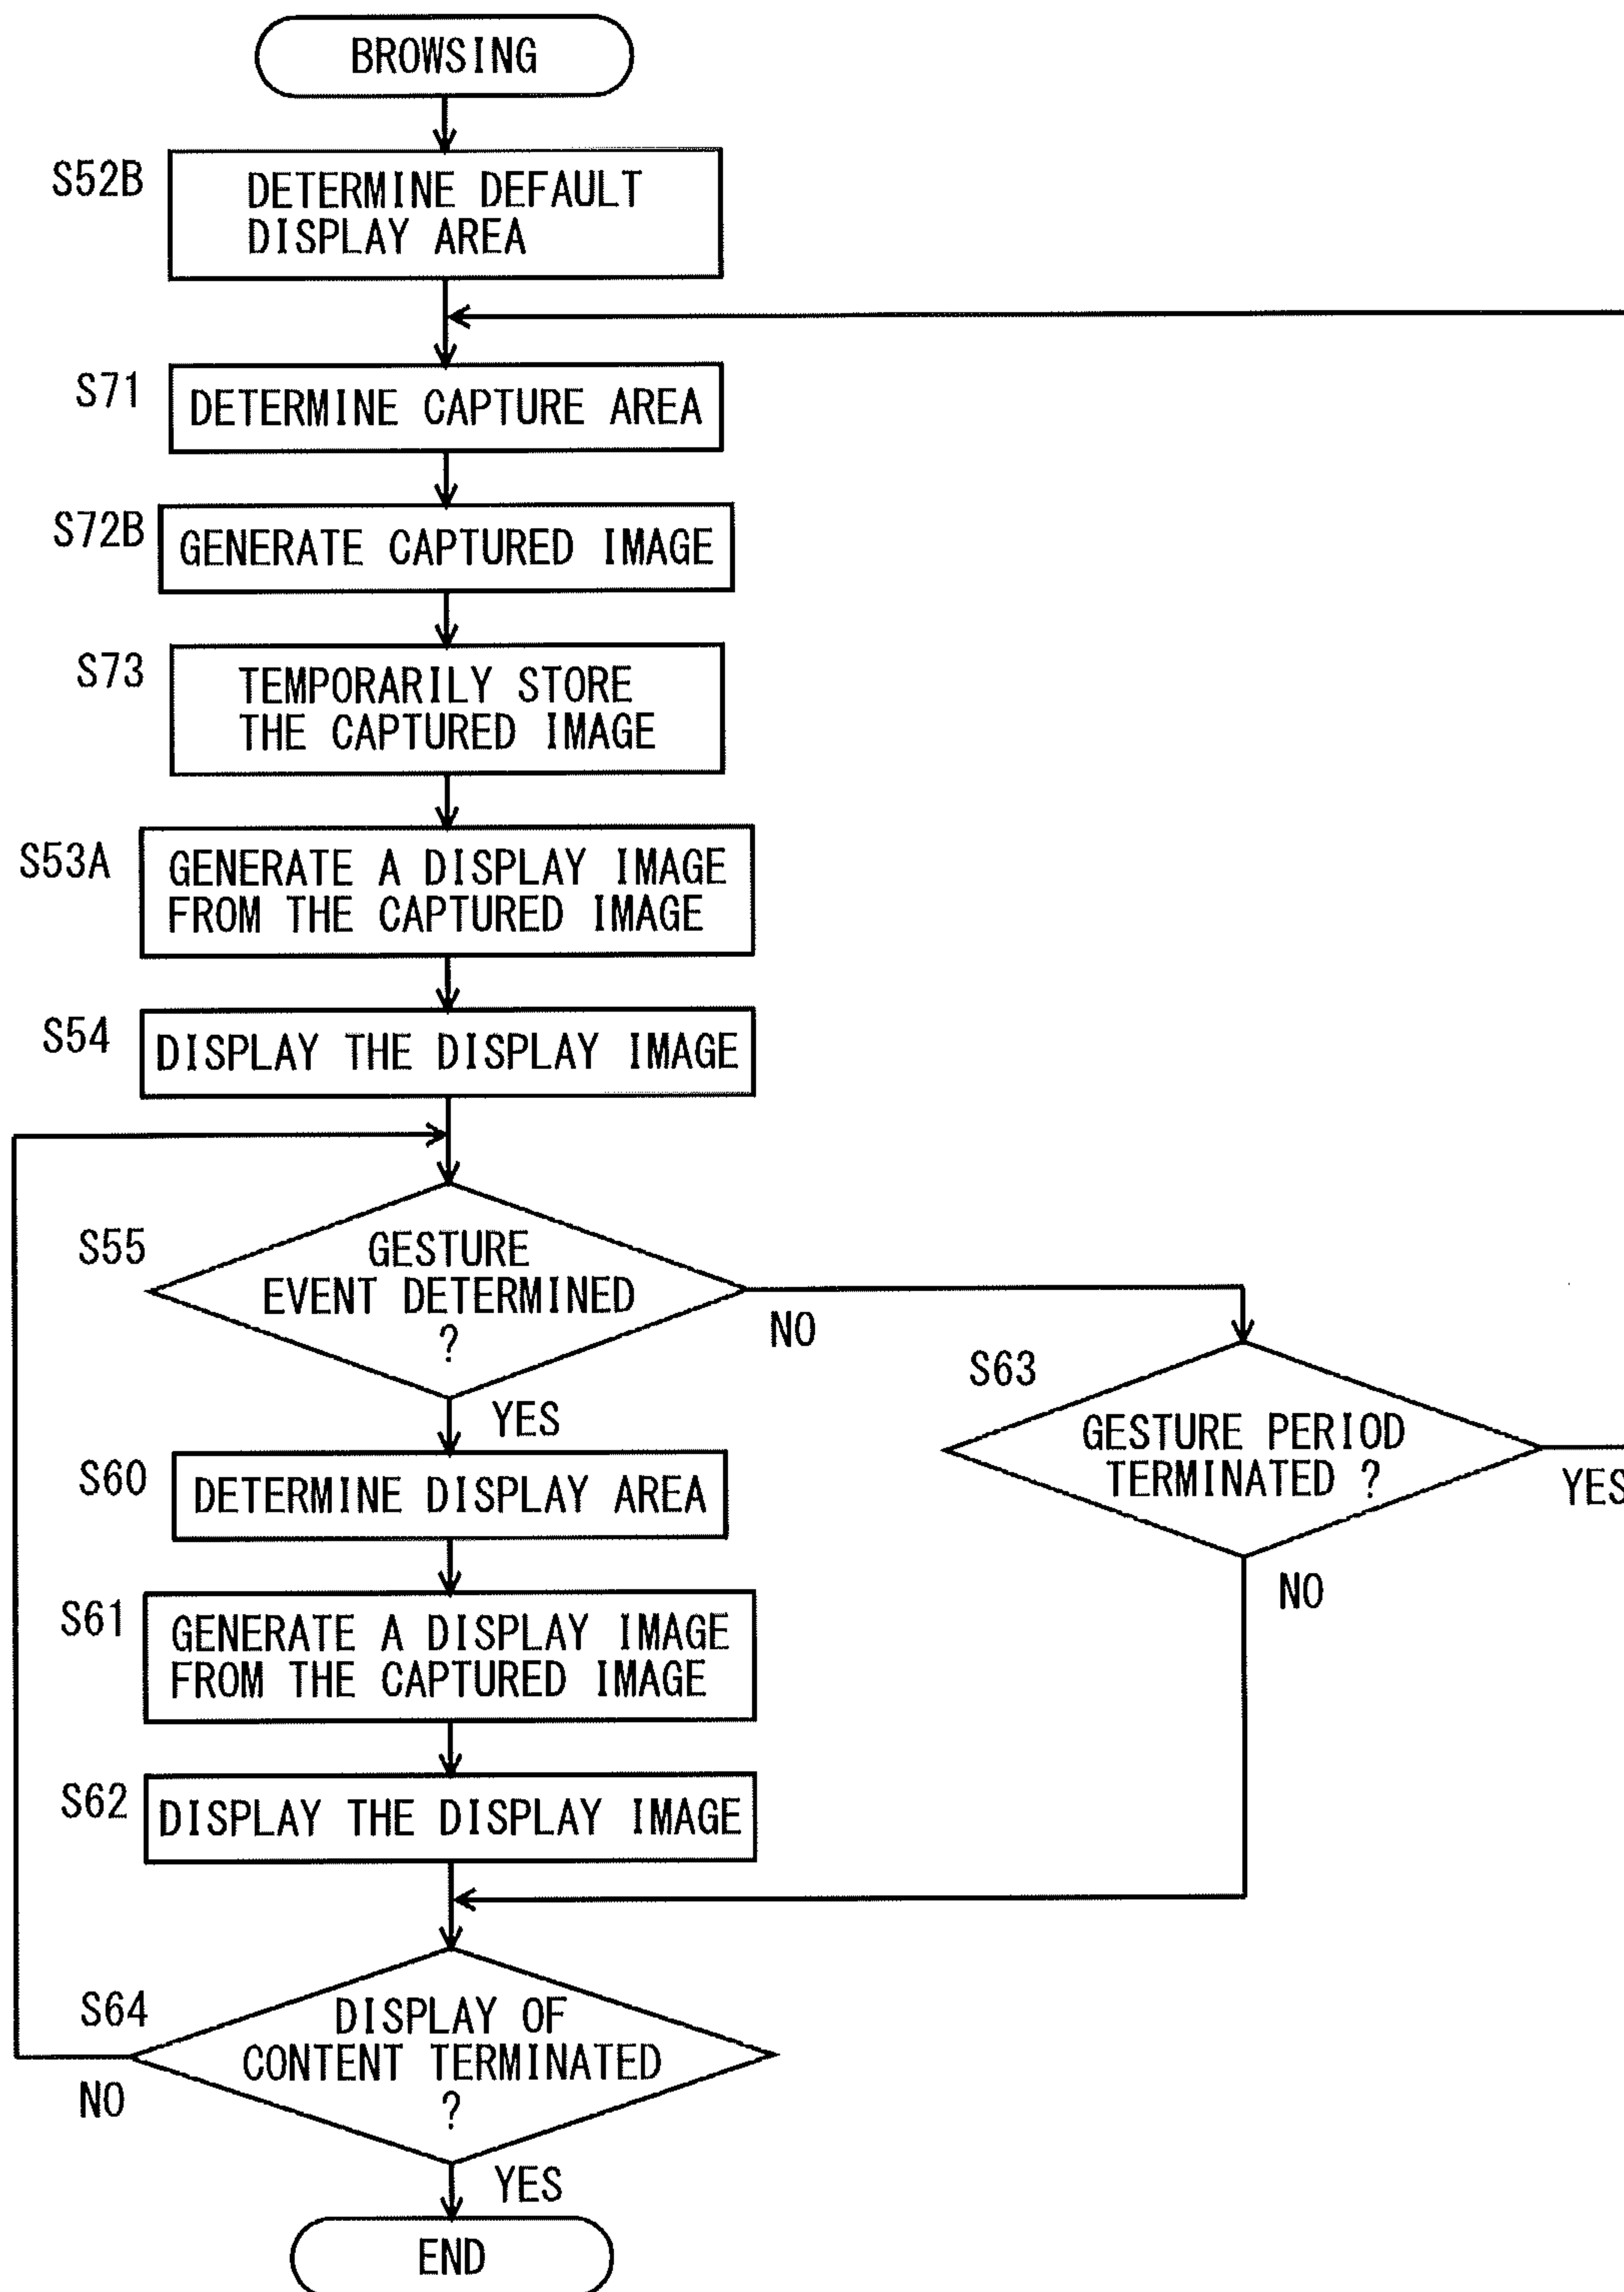 BROWSING
S52B
DETERMINE DEFAULT
DISPLAY AREA
S71
DETERMINE CAPTURE AREA
S72B
GENERATE CAPTURED IMAGE
S73
TEMPORARILY STORE
THE CAPTURED IMAGE
S53A
GENERATE A DISPLAY IMAGE
FROM THE CAPTURED IMAGE
S54
DISPLAY THE DISPLAY IMAGE
S55
GESTURE
EVENT DETERMINED
?
NO
YES
S63
GESTURE PERIOD
TERMINATED ?
YES
NO
S60
DETERMINE DISPLAY AREA
S61
GENERATE A DISPLAY IMAGE
FROM THE CAPTURED IMAGE
S62
DISPLAY THE DISPLAY IMAGE
S64
DISPLAY OF
CONTENT TERMINATED
?
NO
YES
END